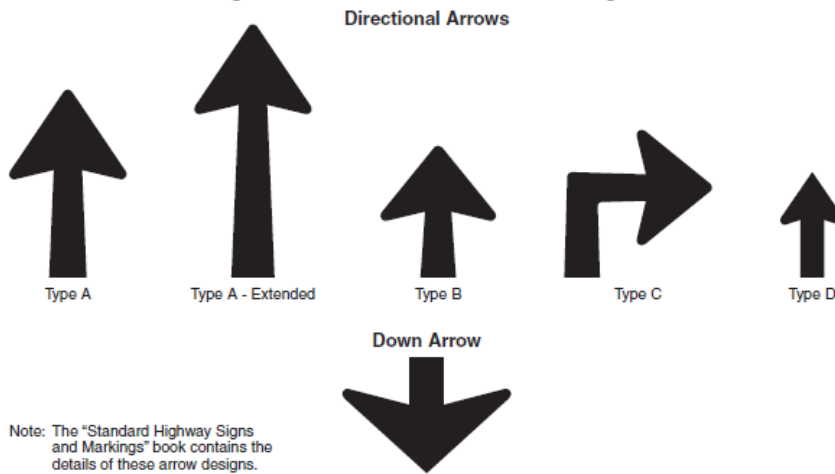 Directional Arrows
Type A
Type A - Extended
Type B
Type C
Type D
Down Arrow
Note: The “Standard Highway Signs
and Markings” book contains the
details of these arrow designs.